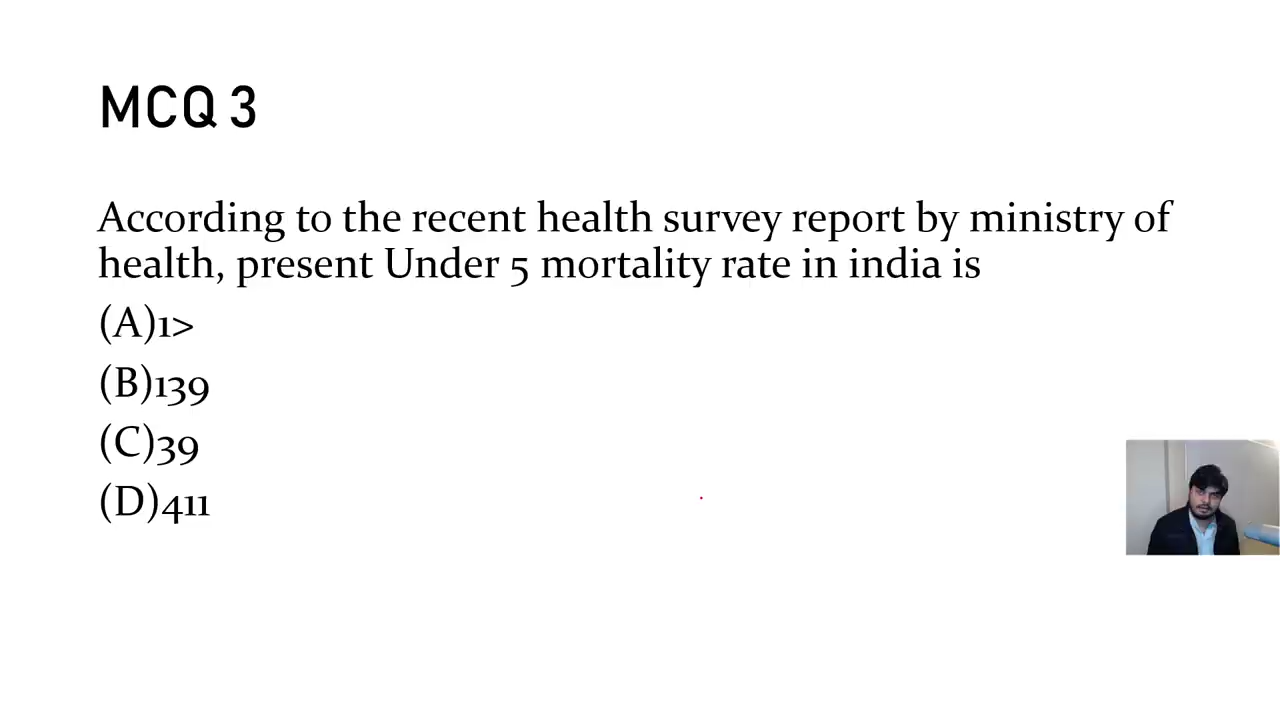 MCQ 3
According to the recent health survey report by ministry of
health, present Under 5 mortality rate in india is
(A)1>
(B)139
(C)39
(D)411